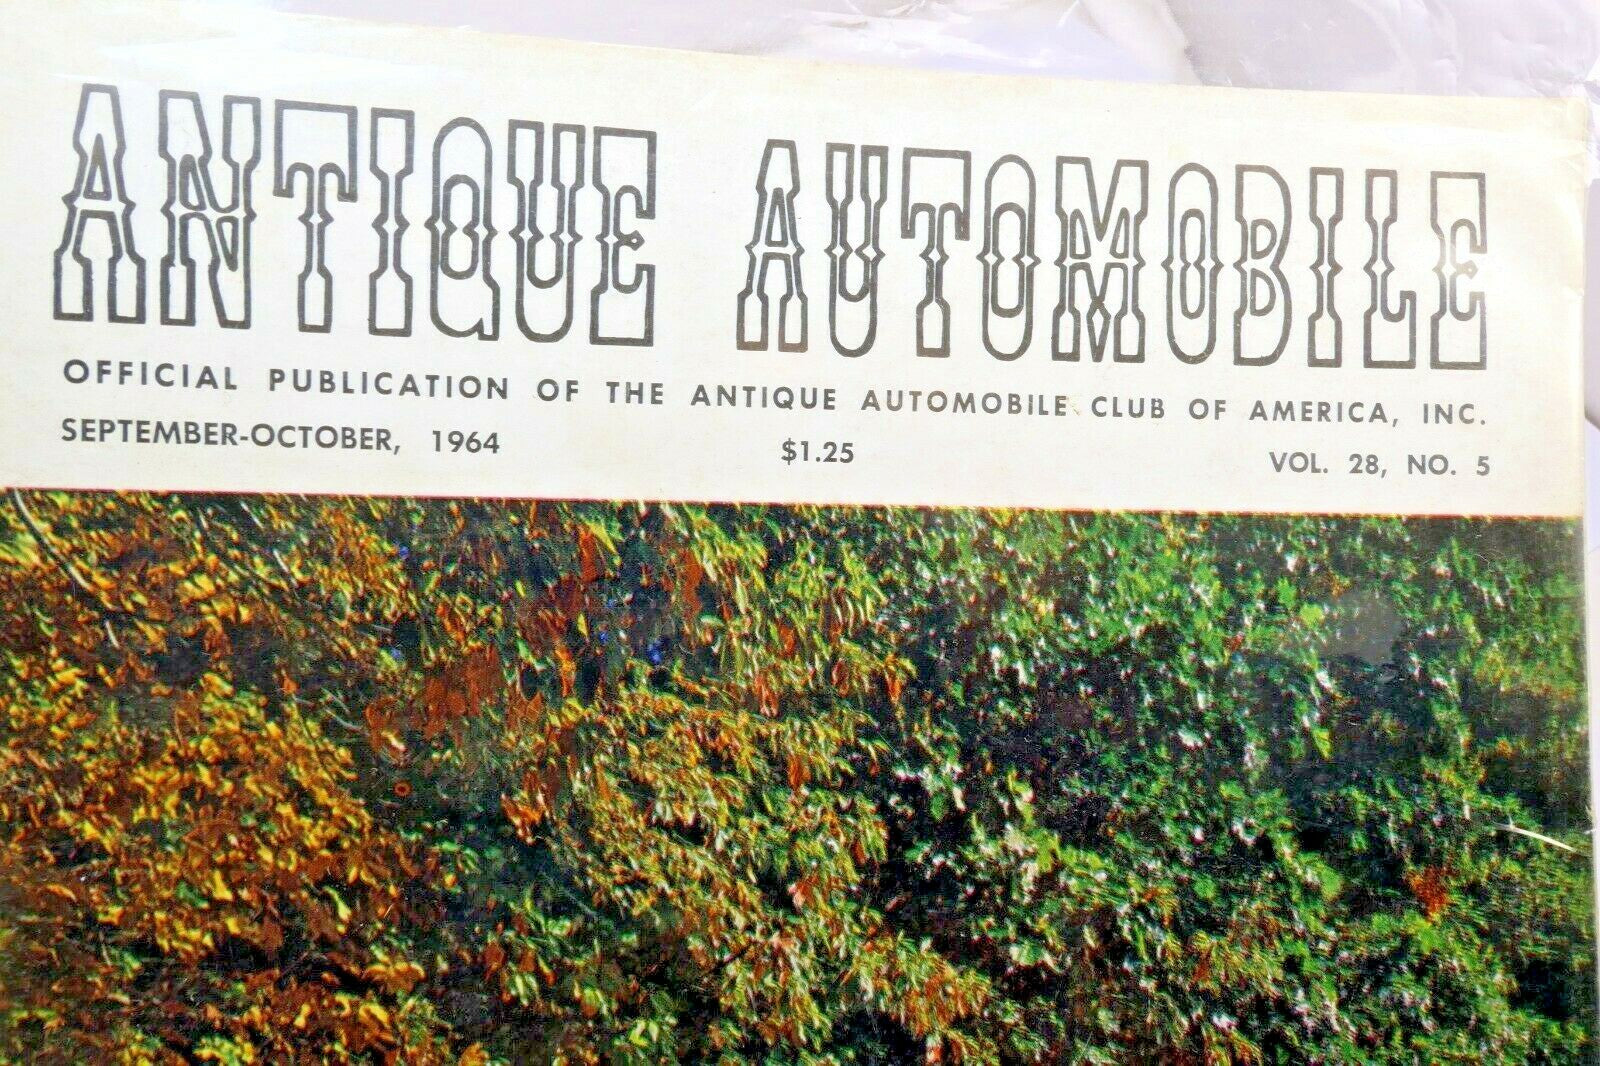 ANTIQUE AUTOMOBILE
OFFICIAL PUBLICATION OF THE ANTIQUE AUTOMOBILE CLUB OF AMERICA, INC.
SEPTEMBER-OCTOBER, 1964 $1.25 VOL. 28, NO. 5